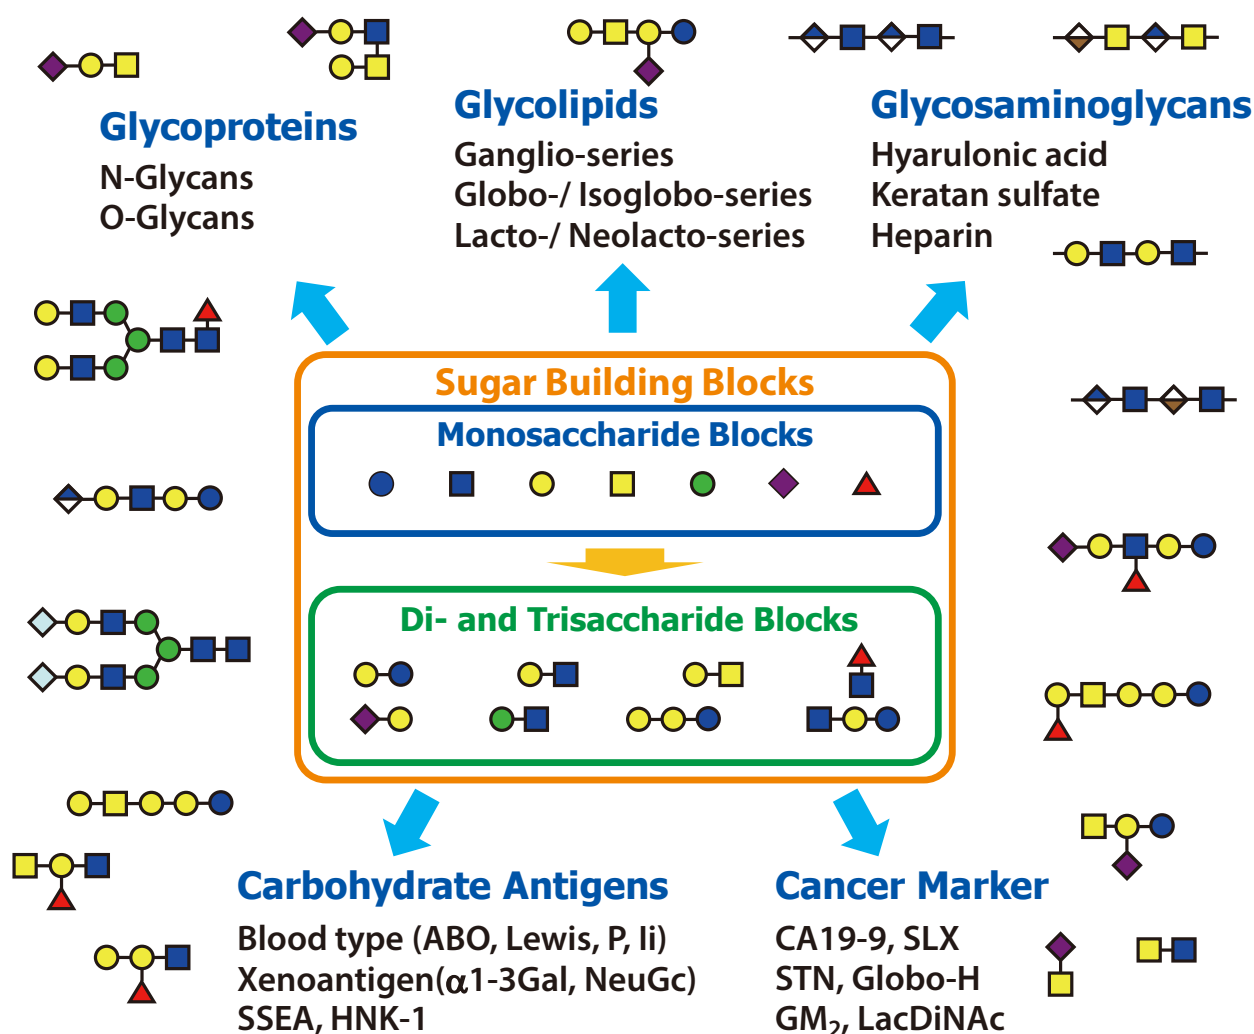 Glycoproteins
N-Glycans
O-Glycans
Glycolipids
Ganglio-series
Globo-/ Isoglobo-series
Lacto-/ Neolacto-series
Glycosaminoglycans
Hyarulonic acid
Keratan sulfate
Heparin
Sugar Building Blocks
Monosaccharide Blocks
Di- and Trisaccharide Blocks
Carbohydrate Antigens
Blood type (ABO, Lewis, P, Ii)
Xenoantigen(α1-3Gal, NeuGc)
SSEA, HNK-1
Cancer Marker
CA19-9, SLX
STN, Globo-H
GM₂, LacDiNAc